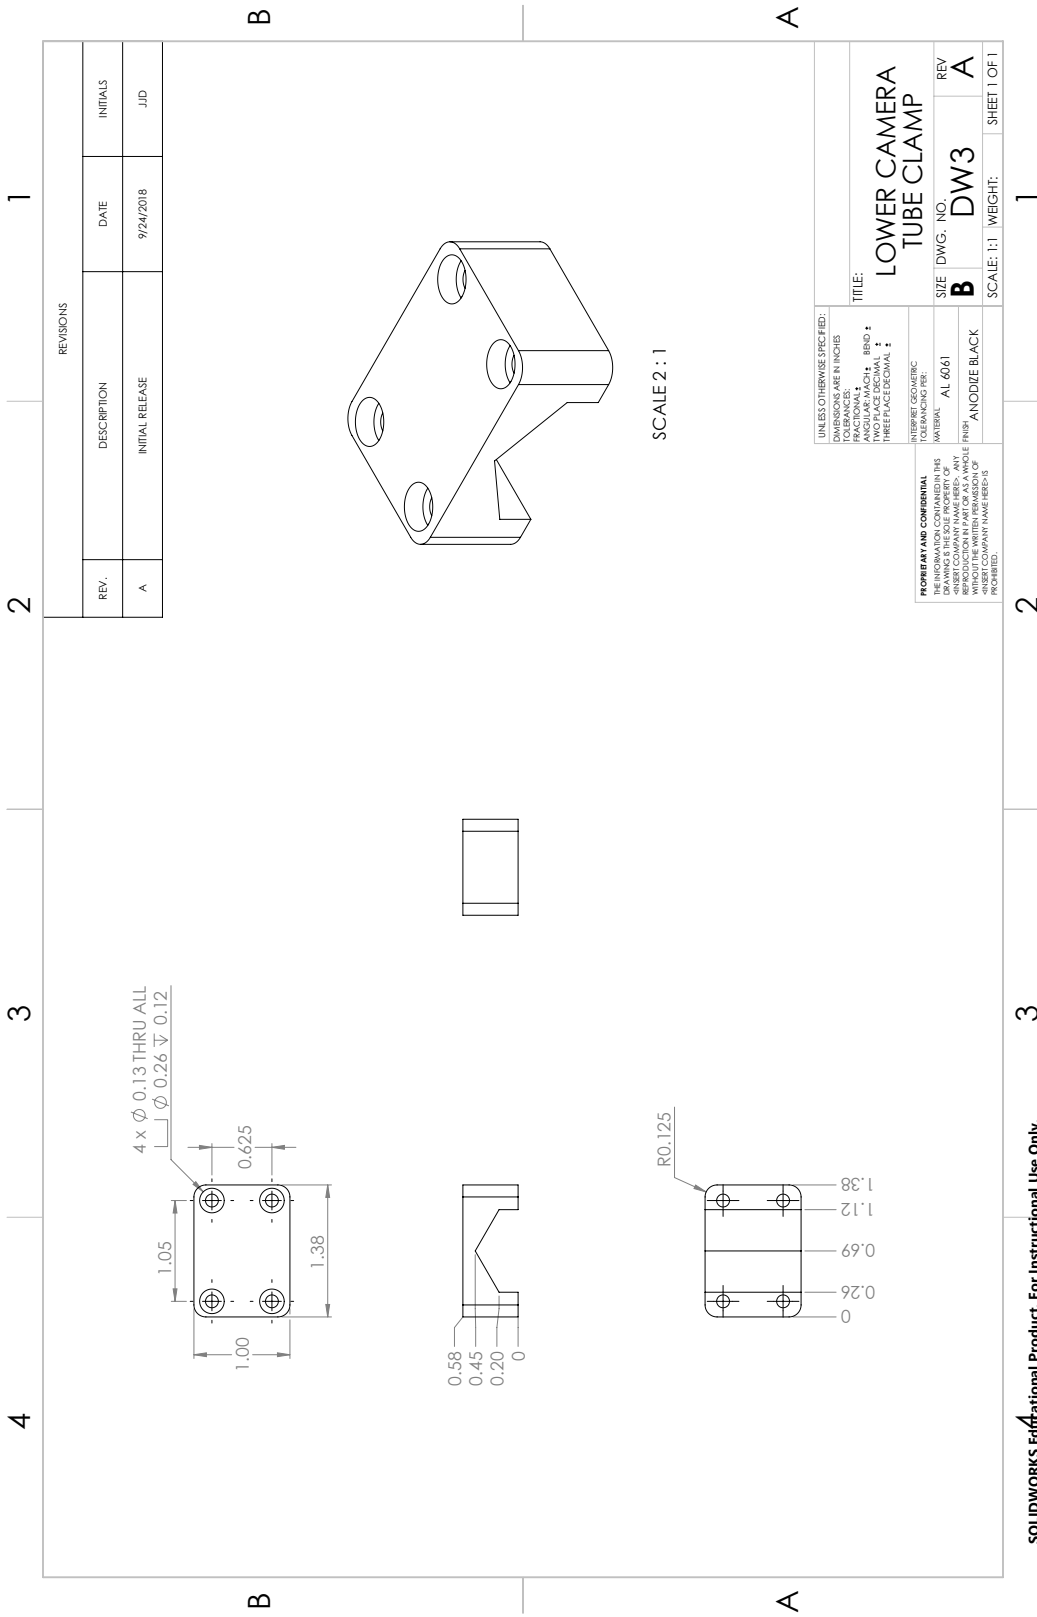 4
3
2
1
B
B
A
A
REVISIONS
REV.
DESCRIPTION
DATE
INITIALS
A
INITIAL RELEASE
9/24/2018
JJD
4 x ⌀ 0.13 THRU ALL
⌴ ⌀ 0.26 ↧ 0.12
1.05
0.625
1.00
1.38
0.58
0.45
0.20
0
R0.125
0
0.26
0.69
1.12
1.38
SCALE 2 : 1
UNLESS OTHERWISE SPECIFIED:
DIMENSIONS ARE IN INCHES
TOLERANCES:
FRACTIONAL ±
ANGULAR: MACH ± BEND ±
TWO PLACE DECIMAL ±
THREE PLACE DECIMAL ±
INTERPRET GEOMETRIC
TOLERANCING PER:
MATERIAL
AL 6061
FINISH
ANODIZE BLACK
PROPRIETARY AND CONFIDENTIAL
THE INFORMATION CONTAINED IN THIS
DRAWING IS THE SOLE PROPERTY OF
<INSERT COMPANY NAME HERE>. ANY
REPRODUCTION IN PART OR AS A WHOLE
WITHOUT THE WRITTEN PERMISSION OF
<INSERT COMPANY NAME HERE> IS
PROHIBITED.
TITLE:
LOWER CAMERA
TUBE CLAMP
SIZE
B
DWG. NO.
DW3
REV
A
SCALE: 1:1
WEIGHT:
SHEET 1 OF 1
4
3
2
1
SOLIDWORKS Educational Product. For Instructional Use Only.